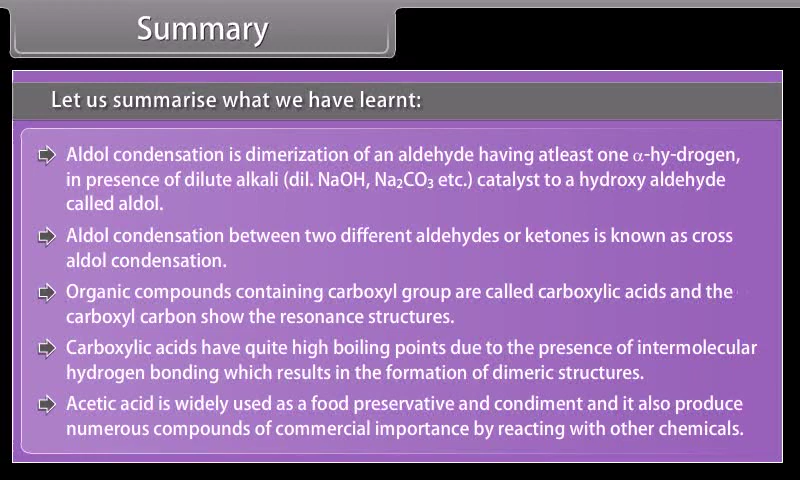 Summary
Let us summarise what we have learnt:
Aldol condensation is dimerization of an aldehyde having atleast one α-hy-drogen,
in presence of dilute alkali (dil. NaOH, Na₂CO₃ etc.) catalyst to a hydroxy aldehyde
called aldol.
Aldol condensation between two different aldehydes or ketones is known as cross
aldol condensation.
Organic compounds containing carboxyl group are called carboxylic acids and the
carboxyl carbon show the resonance structures.
Carboxylic acids have quite high boiling points due to the presence of intermolecular
hydrogen bonding which results in the formation of dimeric structures.
Acetic acid is widely used as a food preservative and condiment and it also produce
numerous compounds of commercial importance by reacting with other chemicals.